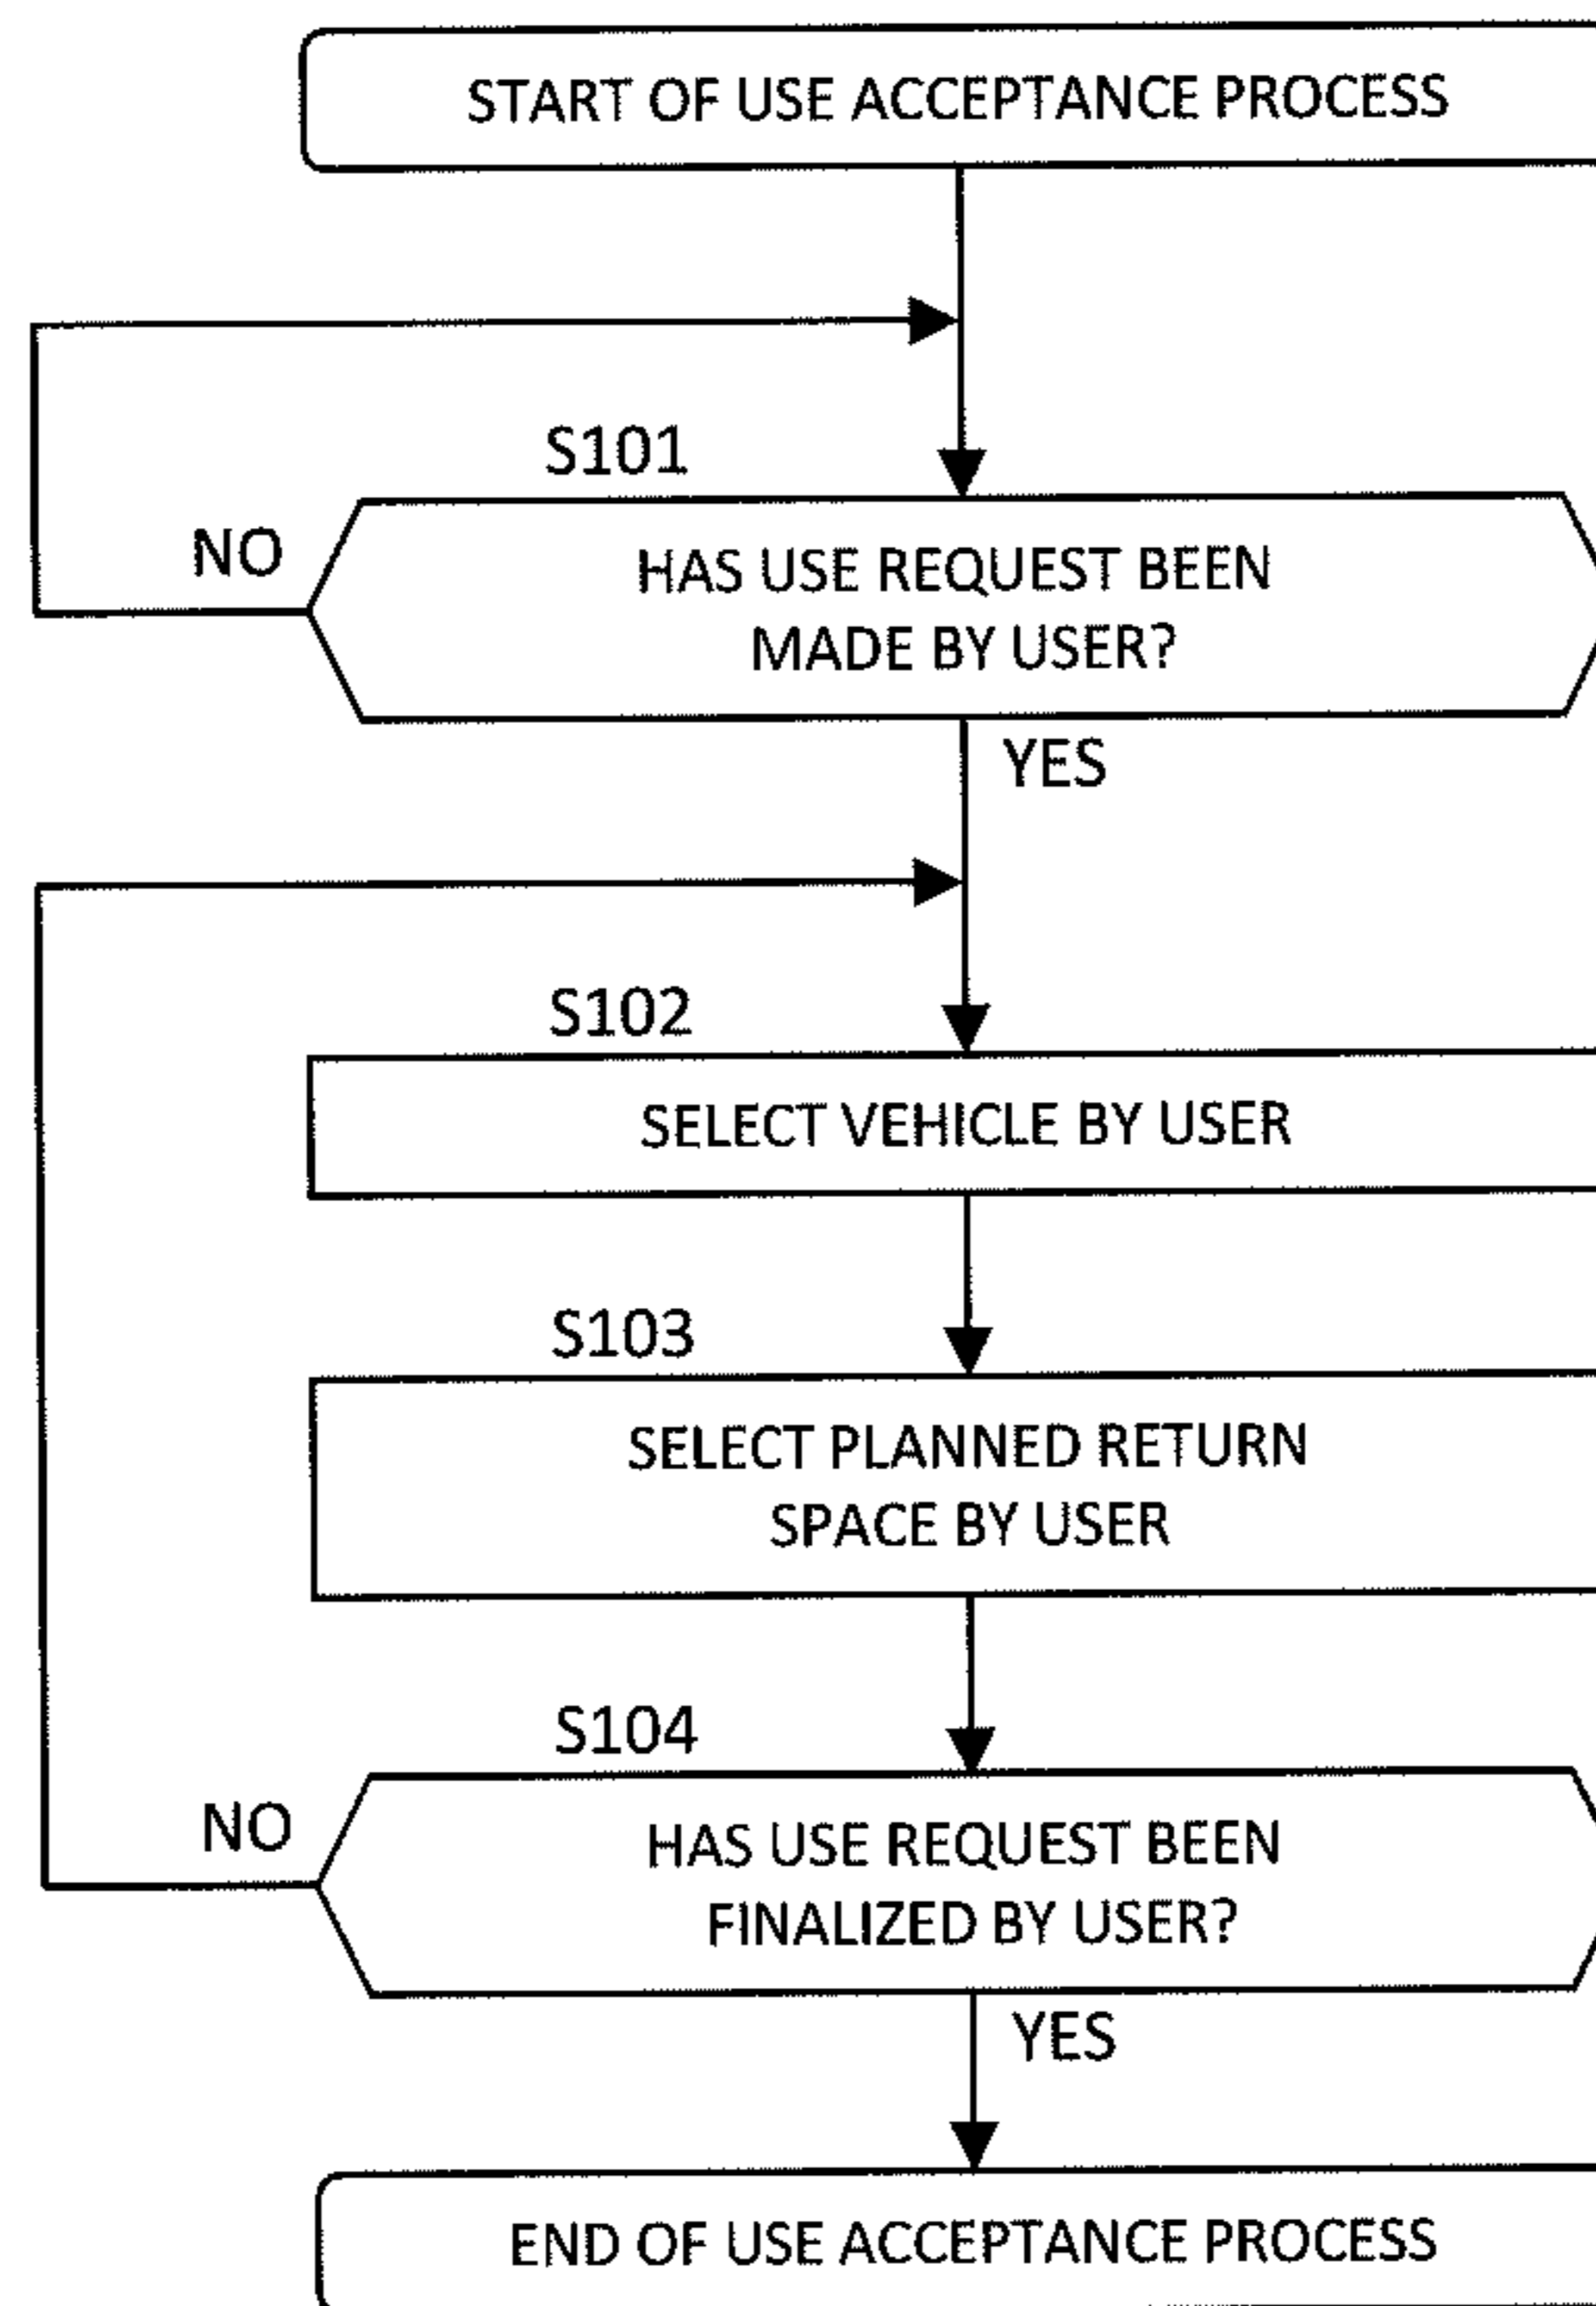 START OF USE ACCEPTANCE PROCESS
S101
NO
HAS USE REQUEST BEEN
MADE BY USER?
YES
S102
SELECT VEHICLE BY USER
S103
SELECT PLANNED RETURN
SPACE BY USER
S104
NO
HAS USE REQUEST BEEN
FINALIZED BY USER?
YES
END OF USE ACCEPTANCE PROCESS